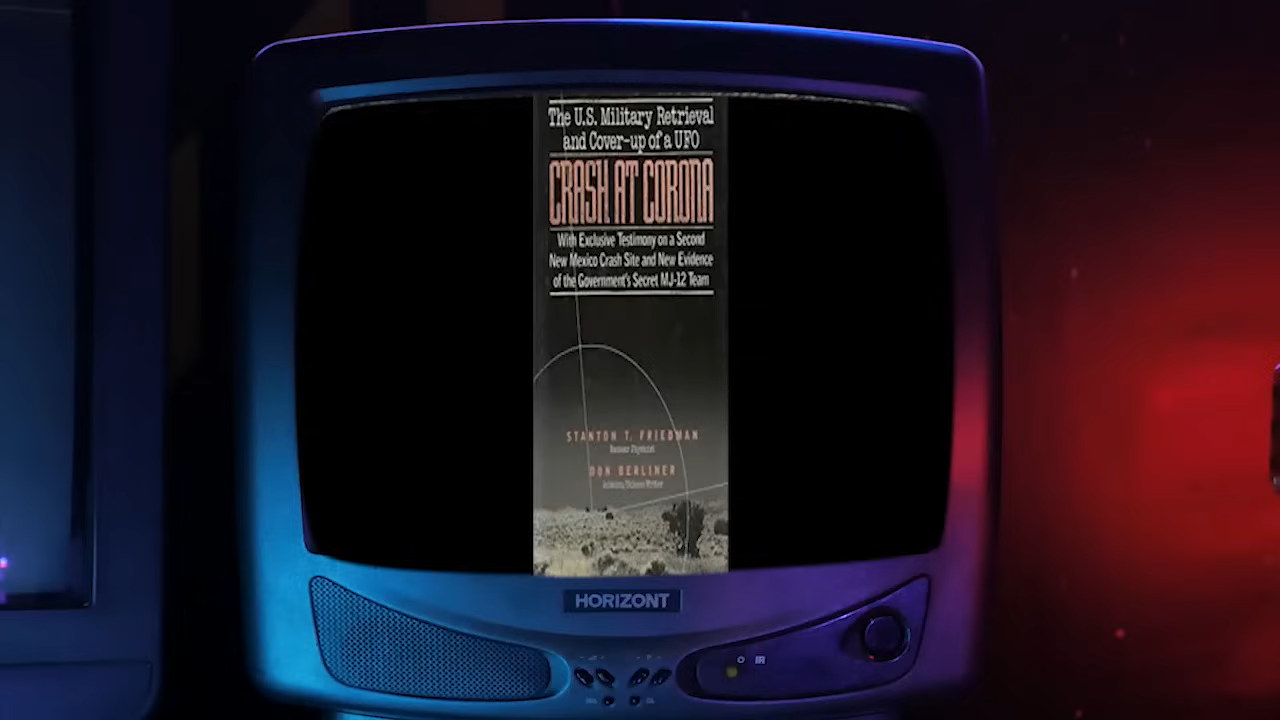 The U.S. Military Retrieval
and Cover-up of a UFO
CRASH AT CORONA
With Exclusive Testimony on a Second
New Mexico Crash Site and New Evidence
of the Government's Secret MJ-12 Team
STANTON T. FRIEDMAN
DON BERLINER
HORIZONT
IR